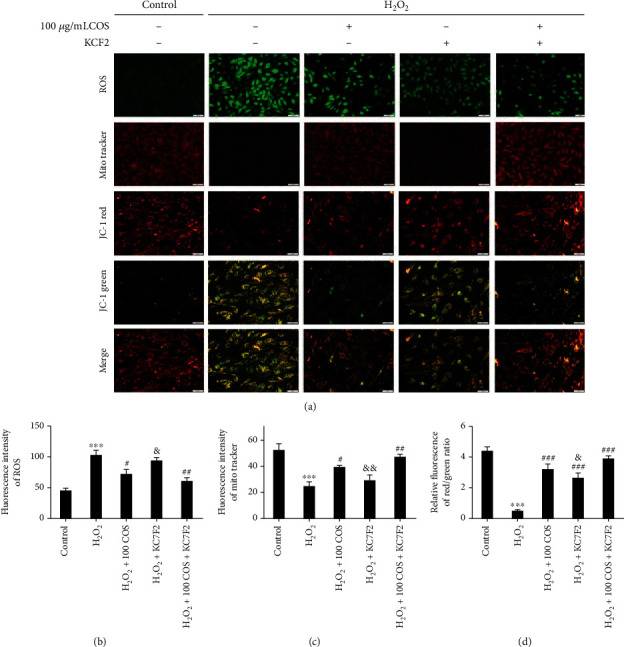 Control H₂O₂
100 μg/mLCOS – – + – +
KCF2 – – – + +
ROS
Mito tracker
JC-1 red
JC-1 green
Merge
(a)
Fluorescence intensity
of ROS
150
100
50
0
***
#
&
##
Control
H₂O₂
H₂O₂ + 100 COS
H₂O₂ + KC7F2
H₂O₂ + 100 COS + KC7F2
(b)
Fluorescence intensity
of mito tracker
60
40
20
0
***
#
&&
##
Control
H₂O₂
H₂O₂ + 100 COS
H₂O₂ + KC7F2
H₂O₂ + 100 COS + KC7F2
(c)
Relative fluorescence
of red/green ratio
6
4
2
0
***
###
&
###
###
Control
H₂O₂
H₂O₂ + 100 COS
H₂O₂ + KC7F2
H₂O₂ + 100 COS + KC7F2
(d)